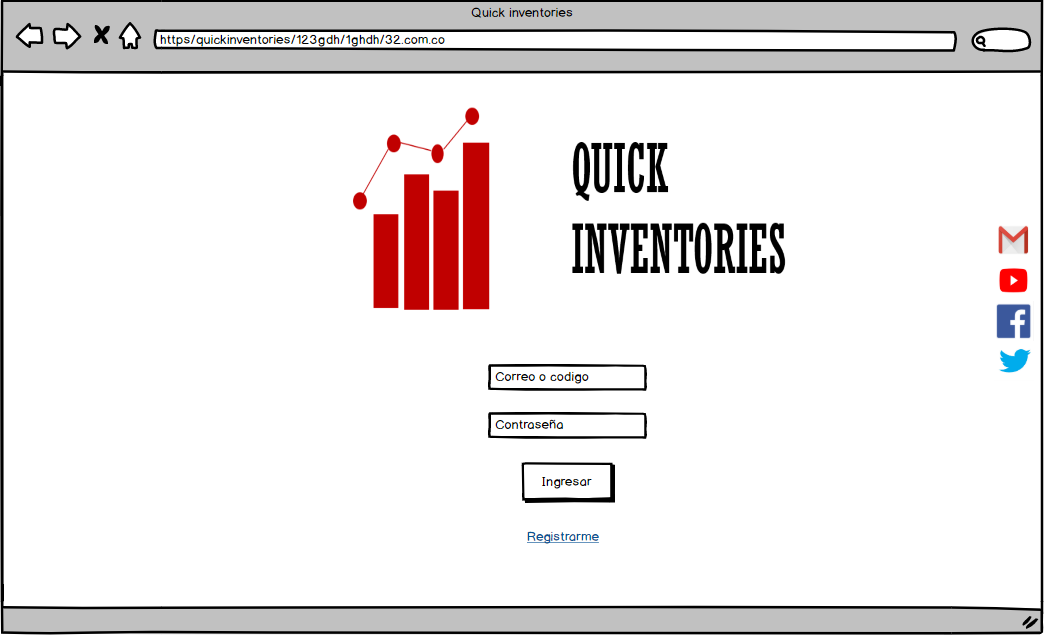 Quick inventories
https/quickinventories/123gdh/1ghdh/32.com.co
QUICK
INVENTORIES
Correo o codigo
Contraseña
Ingresar
Registrarme